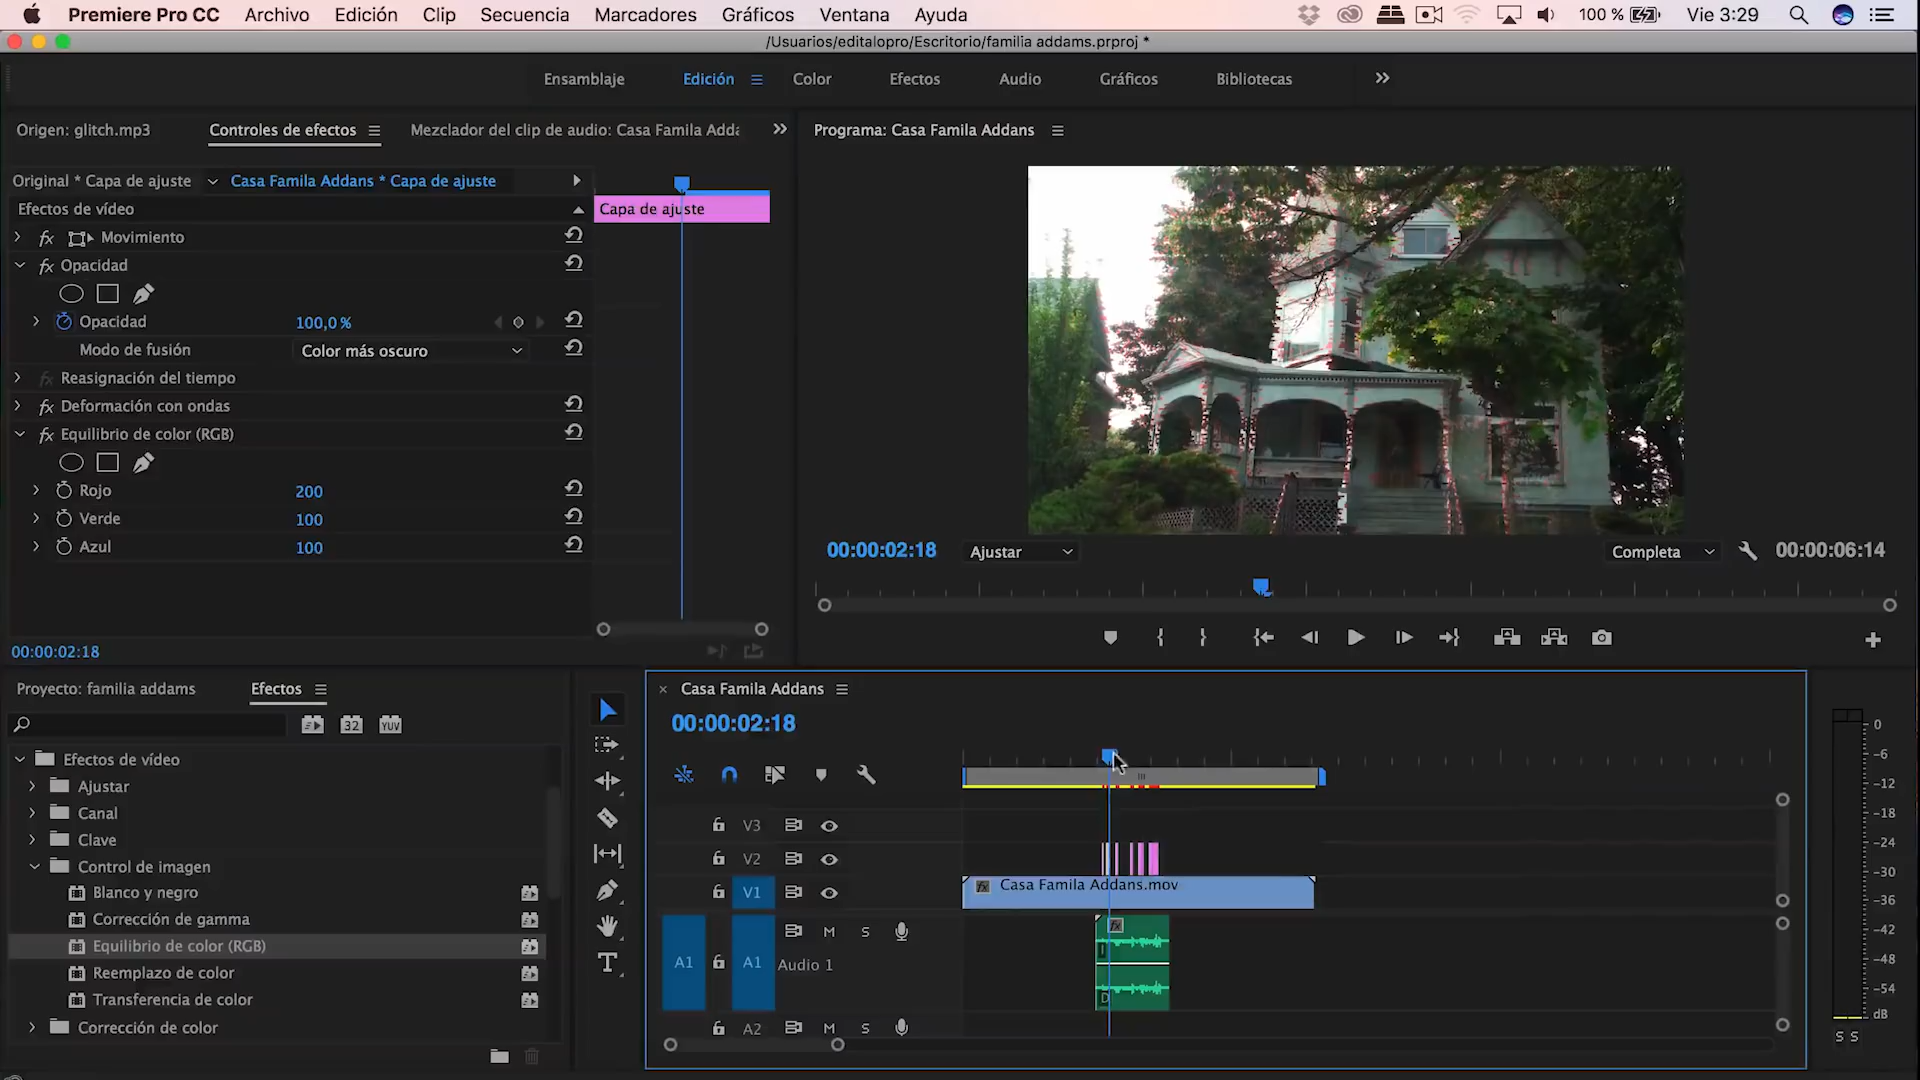 Premiere Pro CC Archivo Edición Clip Secuencia Marcadores Gráficos Ventana Ayuda 100 % Vie 3:29
/Usuarios/editalopro/Escritorio/familia addams.prproj *
Ensamblaje Edición Color Efectos Audio Gráficos Bibliotecas
Origen: glitch.mp3 Controles de efectos Mezclador del clip de audio: Casa Famila Adda
Original * Capa de ajuste Casa Famila Addans * Capa de ajuste
Efectos de vídeo
Capa de ajuste
fx Movimiento
fx Opacidad
Opacidad 100,0 %
Modo de fusión Color más oscuro
fx Reasignación del tiempo
fx Deformación con ondas
fx Equilibrio de color (RGB)
Rojo 200
Verde 100
Azul 100
00:00:02:18
Programa: Casa Famila Addans
00:00:02:18 Ajustar Completa 00:00:06:14
Proyecto: familia addams Efectos
32 YUV
Efectos de vídeo
Ajustar
Canal
Clave
Control de imagen
Blanco y negro
Corrección de gamma
Equilibrio de color (RGB)
Reemplazo de color
Transferencia de color
Corrección de color
Casa Famila Addans
00:00:02:18
V3
V2
V1
fx Casa Famila Addans.mov
A1 A1 M S
Audio 1
fx
D
A2 M S
0
-6
-12
-18
-24
-30
-36
-42
-48
-54
dB
S S